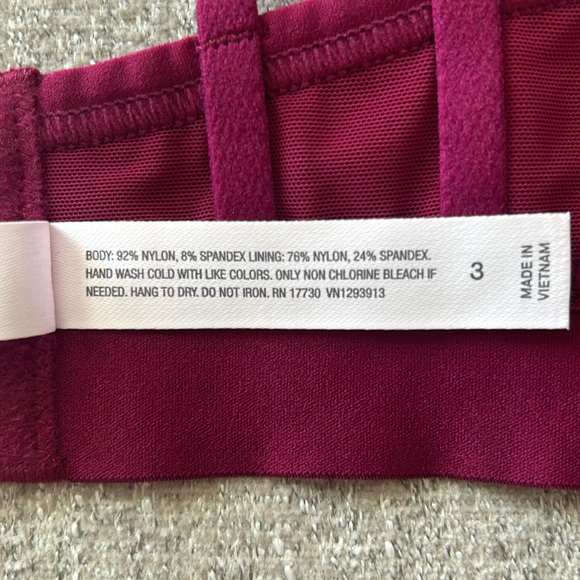 BODY: 92% NYLON, 8% SPANDEX LINING: 76% NYLON, 24% SPANDEX.
HAND WASH COLD WITH LIKE COLORS. ONLY NON CHLORINE BLEACH IF
NEEDED. HANG TO DRY. DO NOT IRON. RN 17730 VN1293913
3
MADE IN
VIETNAM